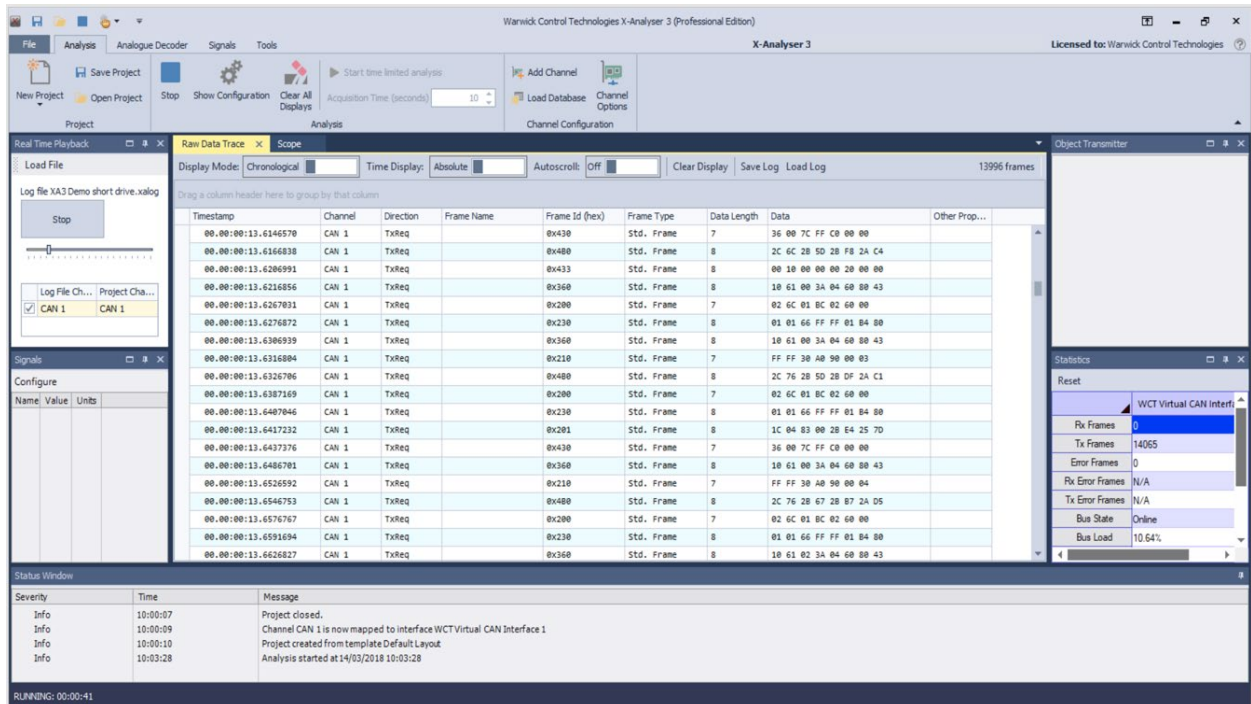 Warwick Control Technologies X-Analyser 3 (Professional Edition)
File Analysis Analogue Decoder Signals Tools X-Analyser 3 Licensed to: Warwick Control Technologies
New Project Save Project Open Project
Stop Show Configuration Clear All Displays Start time limited analysis
Acquisition Time (seconds) 10
Add Channel Load Database Channel Options
Project Analysis Channel Configuration
Real Time Playback
Load File
Log file XA3 Demo short drive.xalog
Stop
Log File Ch... Project Cha...
CAN 1 CAN 1
Signals
Configure
Name Value Units
Raw Data Trace X Scope
Display Mode: Chronological Time Display: Absolute Autoscroll: Off Clear Display Save Log Load Log 13996 frames
Drag a column header here to group by that column
Timestamp Channel Direction Frame Name Frame Id (hex) Frame Type Data Length Data Other Prop...
00.00:00:13.6146570 CAN 1 TxReq 0x430 Std. Frame 7 36 00 7C FF C0 00 00
00.00:00:13.6166838 CAN 1 TxReq 0x480 Std. Frame 8 2C 6C 2B 5D 2B F8 2A C4
00.00:00:13.6206991 CAN 1 TxReq 0x433 Std. Frame 8 00 10 00 00 00 20 00 00
00.00:00:13.6216856 CAN 1 TxReq 0x360 Std. Frame 8 10 61 00 3A 04 60 80 43
00.00:00:13.6267031 CAN 1 TxReq 0x200 Std. Frame 7 02 6C 01 BC 02 60 00
00.00:00:13.6276872 CAN 1 TxReq 0x230 Std. Frame 8 01 01 66 FF FF 01 B4 80
00.00:00:13.6306939 CAN 1 TxReq 0x360 Std. Frame 8 10 61 00 3A 04 60 80 43
00.00:00:13.6316804 CAN 1 TxReq 0x210 Std. Frame 7 FF FF 30 A0 90 00 03
00.00:00:13.6326706 CAN 1 TxReq 0x480 Std. Frame 8 2C 76 2B 5D 2B DF 2A C1
00.00:00:13.6387169 CAN 1 TxReq 0x200 Std. Frame 7 02 6C 01 BC 02 60 00
00.00:00:13.6407046 CAN 1 TxReq 0x230 Std. Frame 8 01 01 66 FF FF 01 B4 80
00.00:00:13.6417232 CAN 1 TxReq 0x201 Std. Frame 8 1C 04 83 00 2B E4 25 7D
00.00:00:13.6437376 CAN 1 TxReq 0x430 Std. Frame 7 36 00 7C FF C0 00 00
00.00:00:13.6486701 CAN 1 TxReq 0x360 Std. Frame 8 10 61 00 3A 04 60 80 43
00.00:00:13.6526592 CAN 1 TxReq 0x210 Std. Frame 7 FF FF 30 A0 90 00 04
00.00:00:13.6546753 CAN 1 TxReq 0x480 Std. Frame 8 2C 76 2B 67 2B B7 2A D5
00.00:00:13.6576767 CAN 1 TxReq 0x200 Std. Frame 7 02 6C 01 BC 02 60 00
00.00:00:13.6591694 CAN 1 TxReq 0x230 Std. Frame 8 01 01 66 FF FF 01 B4 80
00.00:00:13.6626827 CAN 1 TxReq 0x360 Std. Frame 8 10 61 02 3A 04 60 80 43
Object Transmitter
Statistics
Reset
WCT Virtual CAN Interfa
Rx Frames 0
Tx Frames 14065
Error Frames 0
Rx Error Frames N/A
Tx Error Frames N/A
Bus State Online
Bus Load 10.64%
Status Window
Severity Time Message
Info 10:00:07 Project closed.
Info 10:00:09 Channel CAN 1 is now mapped to interface WCT Virtual CAN Interface 1
Info 10:00:10 Project created from template Default Layout
Info 10:03:28 Analysis started at 14/03/2018 10:03:28
RUNNING: 00:00:41